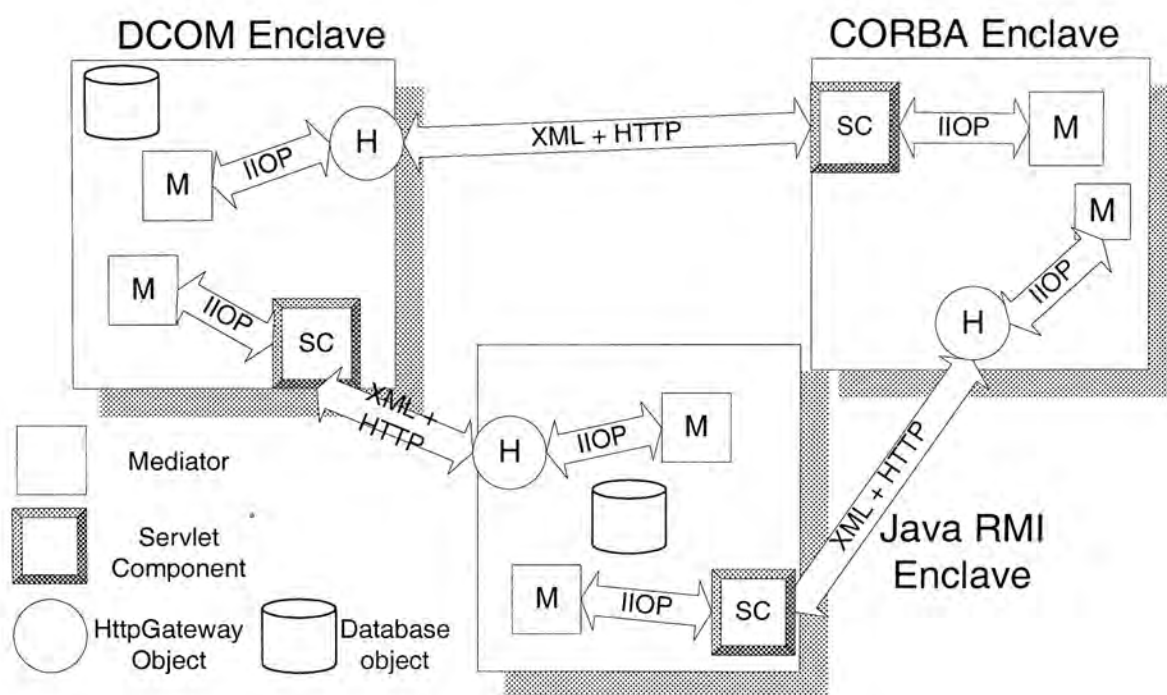 DCOM Enclave
CORBA Enclave
H
XML + HTTP
SC
IIOP
M
M
IIOP
M
M
IIOP
SC
H
IIOP
XML +
HTTP
H
IIOP
M
XML + HTTP
Java RMI
Enclave
M
IIOP
SC
Mediator
Servlet
Component
HttpGateway
Object
Database
object